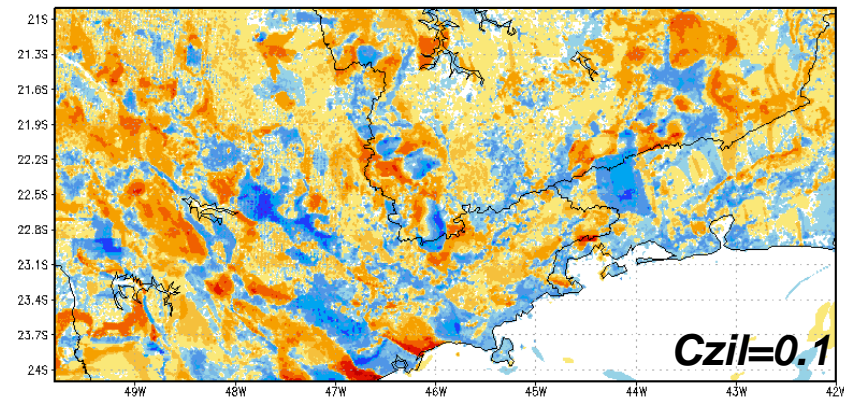 21S
21.3S
21.6S
21.9S
22.2S
22.5S
22.8S
23.1S
23.4S
23.7S
24S
Czil=0.1
49W 48W 47W 46W 45W 44W 43W 42W